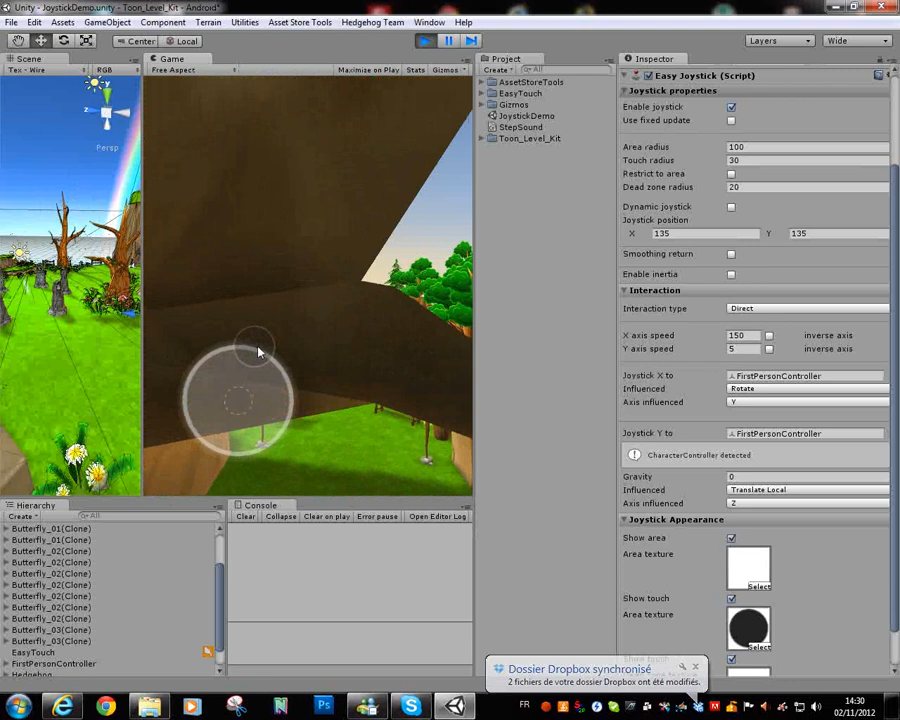 Unity - JoystickDemo.unity - Toon_Level_Kit - Android*
File Edit Assets GameObject Component Terrain Utilities Asset Store Tools Hedgehog Team Window Help
Center Local Layers Wide
Scene
Tex - Wire RGB
Persp
Game
Free Aspect Maximize on Play Stats Gizmos
Project
Create All
AssetStoreTools
EasyTouch
Gizmos
JoystickDemo
StepSound
Toon_Level_Kit
Inspector
Easy Joystick (Script)
Joystick properties
Enable joystick
Use fixed update
Area radius 100
Touch radius 30
Restrict to area
Dead zone radius 20
Dynamic joystick
Joystick position
X 135 Y 135
Smoothing return
Enable inertia
Interaction
Interaction type Direct
X axis speed 150 inverse axis
Y axis speed 5 inverse axis
Joystick X to FirstPersonController
Influenced Rotate
Axis influenced Y
Joystick Y to FirstPersonController
CharacterController detected
Gravity 0
Influenced Translate Local
Axis influenced Z
Joystick Appearance
Show area
Area texture
Select
Show touch
Area texture
Select
Hierarchy
Create All
Butterfly_01(Clone)
Butterfly_01(Clone)
Butterfly_02(Clone)
Butterfly_02(Clone)
Butterfly_02(Clone)
Butterfly_02(Clone)
Butterfly_02(Clone)
Butterfly_02(Clone)
Butterfly_02(Clone)
Butterfly_03(Clone)
Butterfly_03(Clone)
EasyTouch
FirstPersonController
Hedgehog
Console
Clear Collapse Clear on play Error pause Open Editor Log
Dossier Dropbox synchronisé
2 fichiers de votre dossier Dropbox ont été modifiés.
FR
14:30
02/11/2012